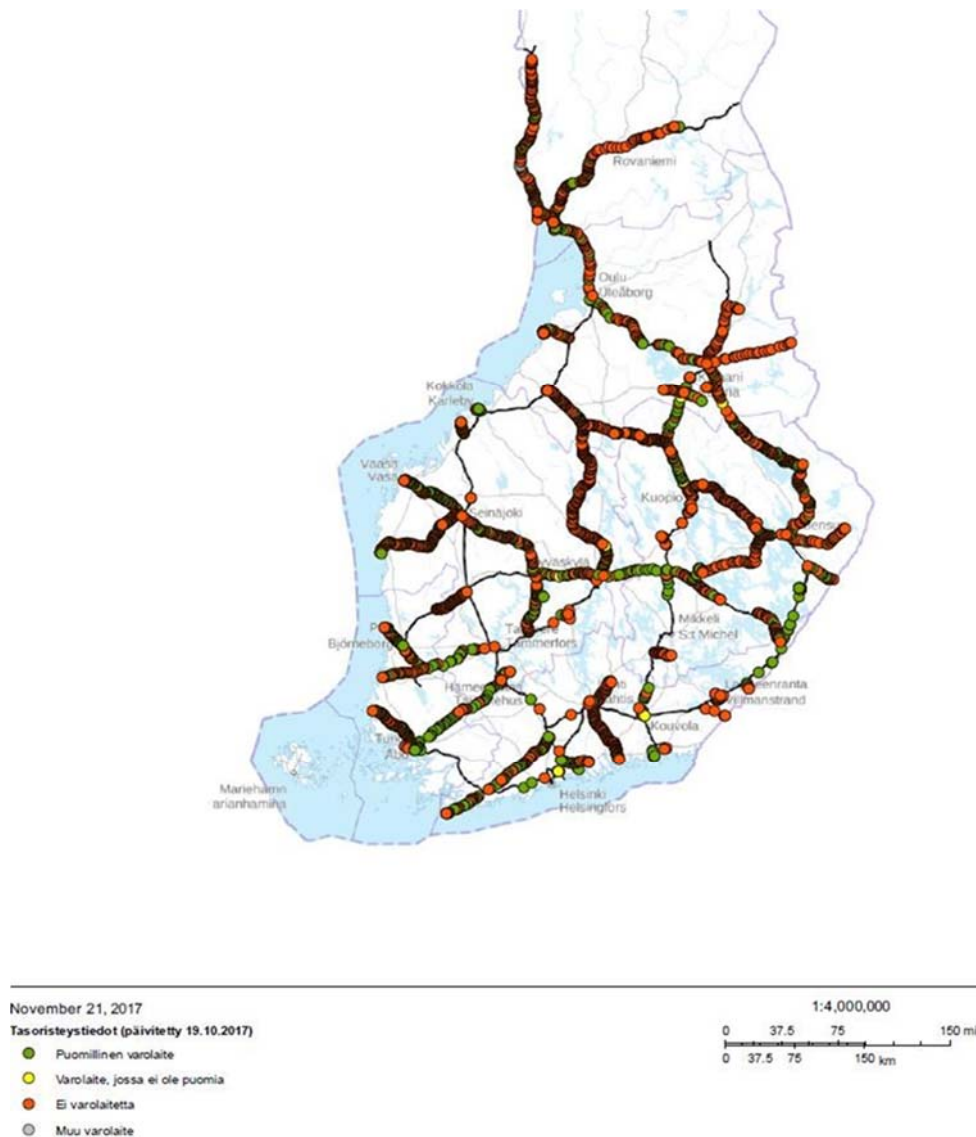 Rovaniemi
Oulu
Uleåborg
Kokkola
Karleby
Vaasa
Vasa
Kuopio
Seinäjoki
Mikkeli
S:t Michel
Björneborg
Tammerfors
Kouvola
Mariehamn
arianhamina
Helsinki
Helsingfors
November 21, 2017
1:4,000,000
Tasoristeystiedot (päivitetty 19.10.2017)
0 37.5 75 150 mi
0 37.5 75 150 km
Puomillinen varolaite
Varolaite, jossa ei ole puomia
Ei varolaitetta
Muu varolaite